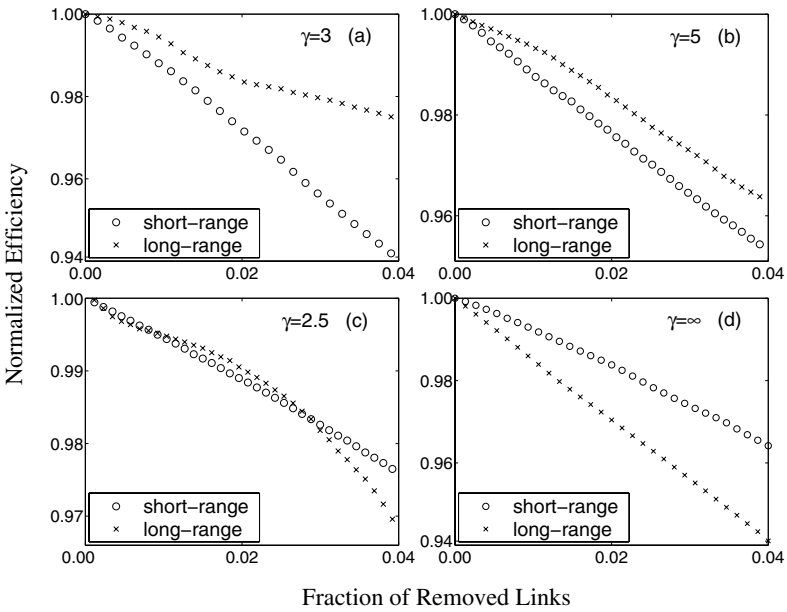 1.00
0.98
0.96
0.94
0.00
0.02
0.04
γ=3 (a)
short−range
long−range
1.00
0.98
0.96
0.00
0.02
0.04
γ=5 (b)
short−range
long−range
1.00
0.99
0.98
0.97
0.00
0.02
0.04
γ=2.5 (c)
short−range
long−range
1.00
0.98
0.96
0.94
0.00
0.02
0.04
γ=∞ (d)
short−range
long−range
Normalized Efficiency
Fraction of Removed Links